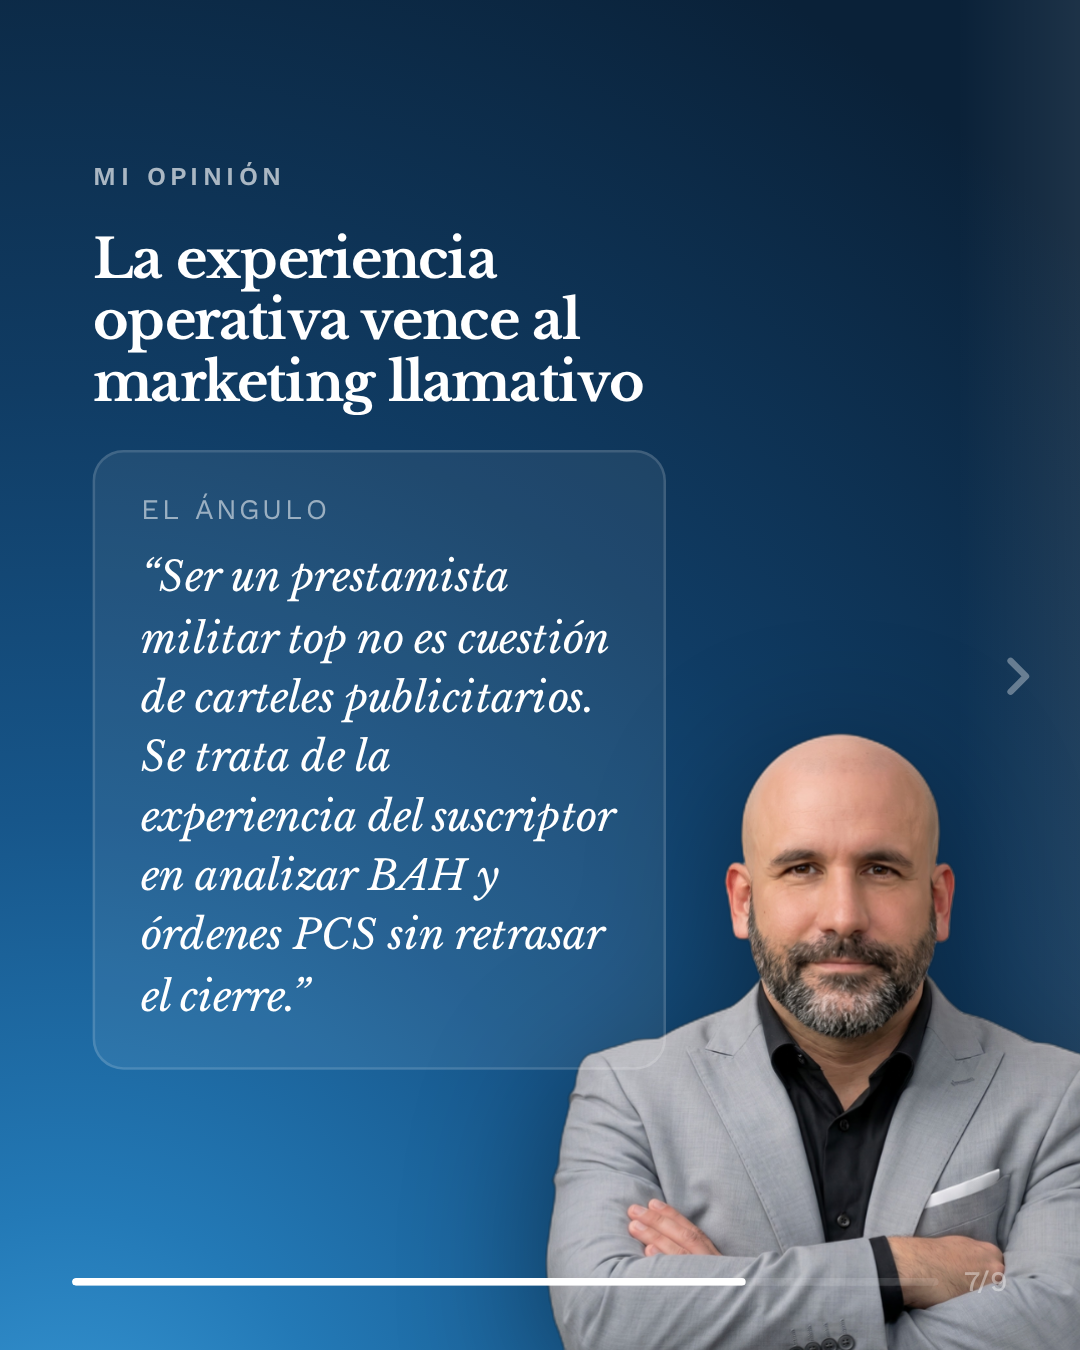 MI OPINIÓN
La experiencia
operativa vence al
marketing llamativo
EL ÁNGULO
“Ser un prestamista
militar top no es cuestión
de carteles publicitarios.
Se trata de la
experiencia del suscriptor
en analizar BAH y
órdenes PCS sin retrasar
el cierre.”
7/9